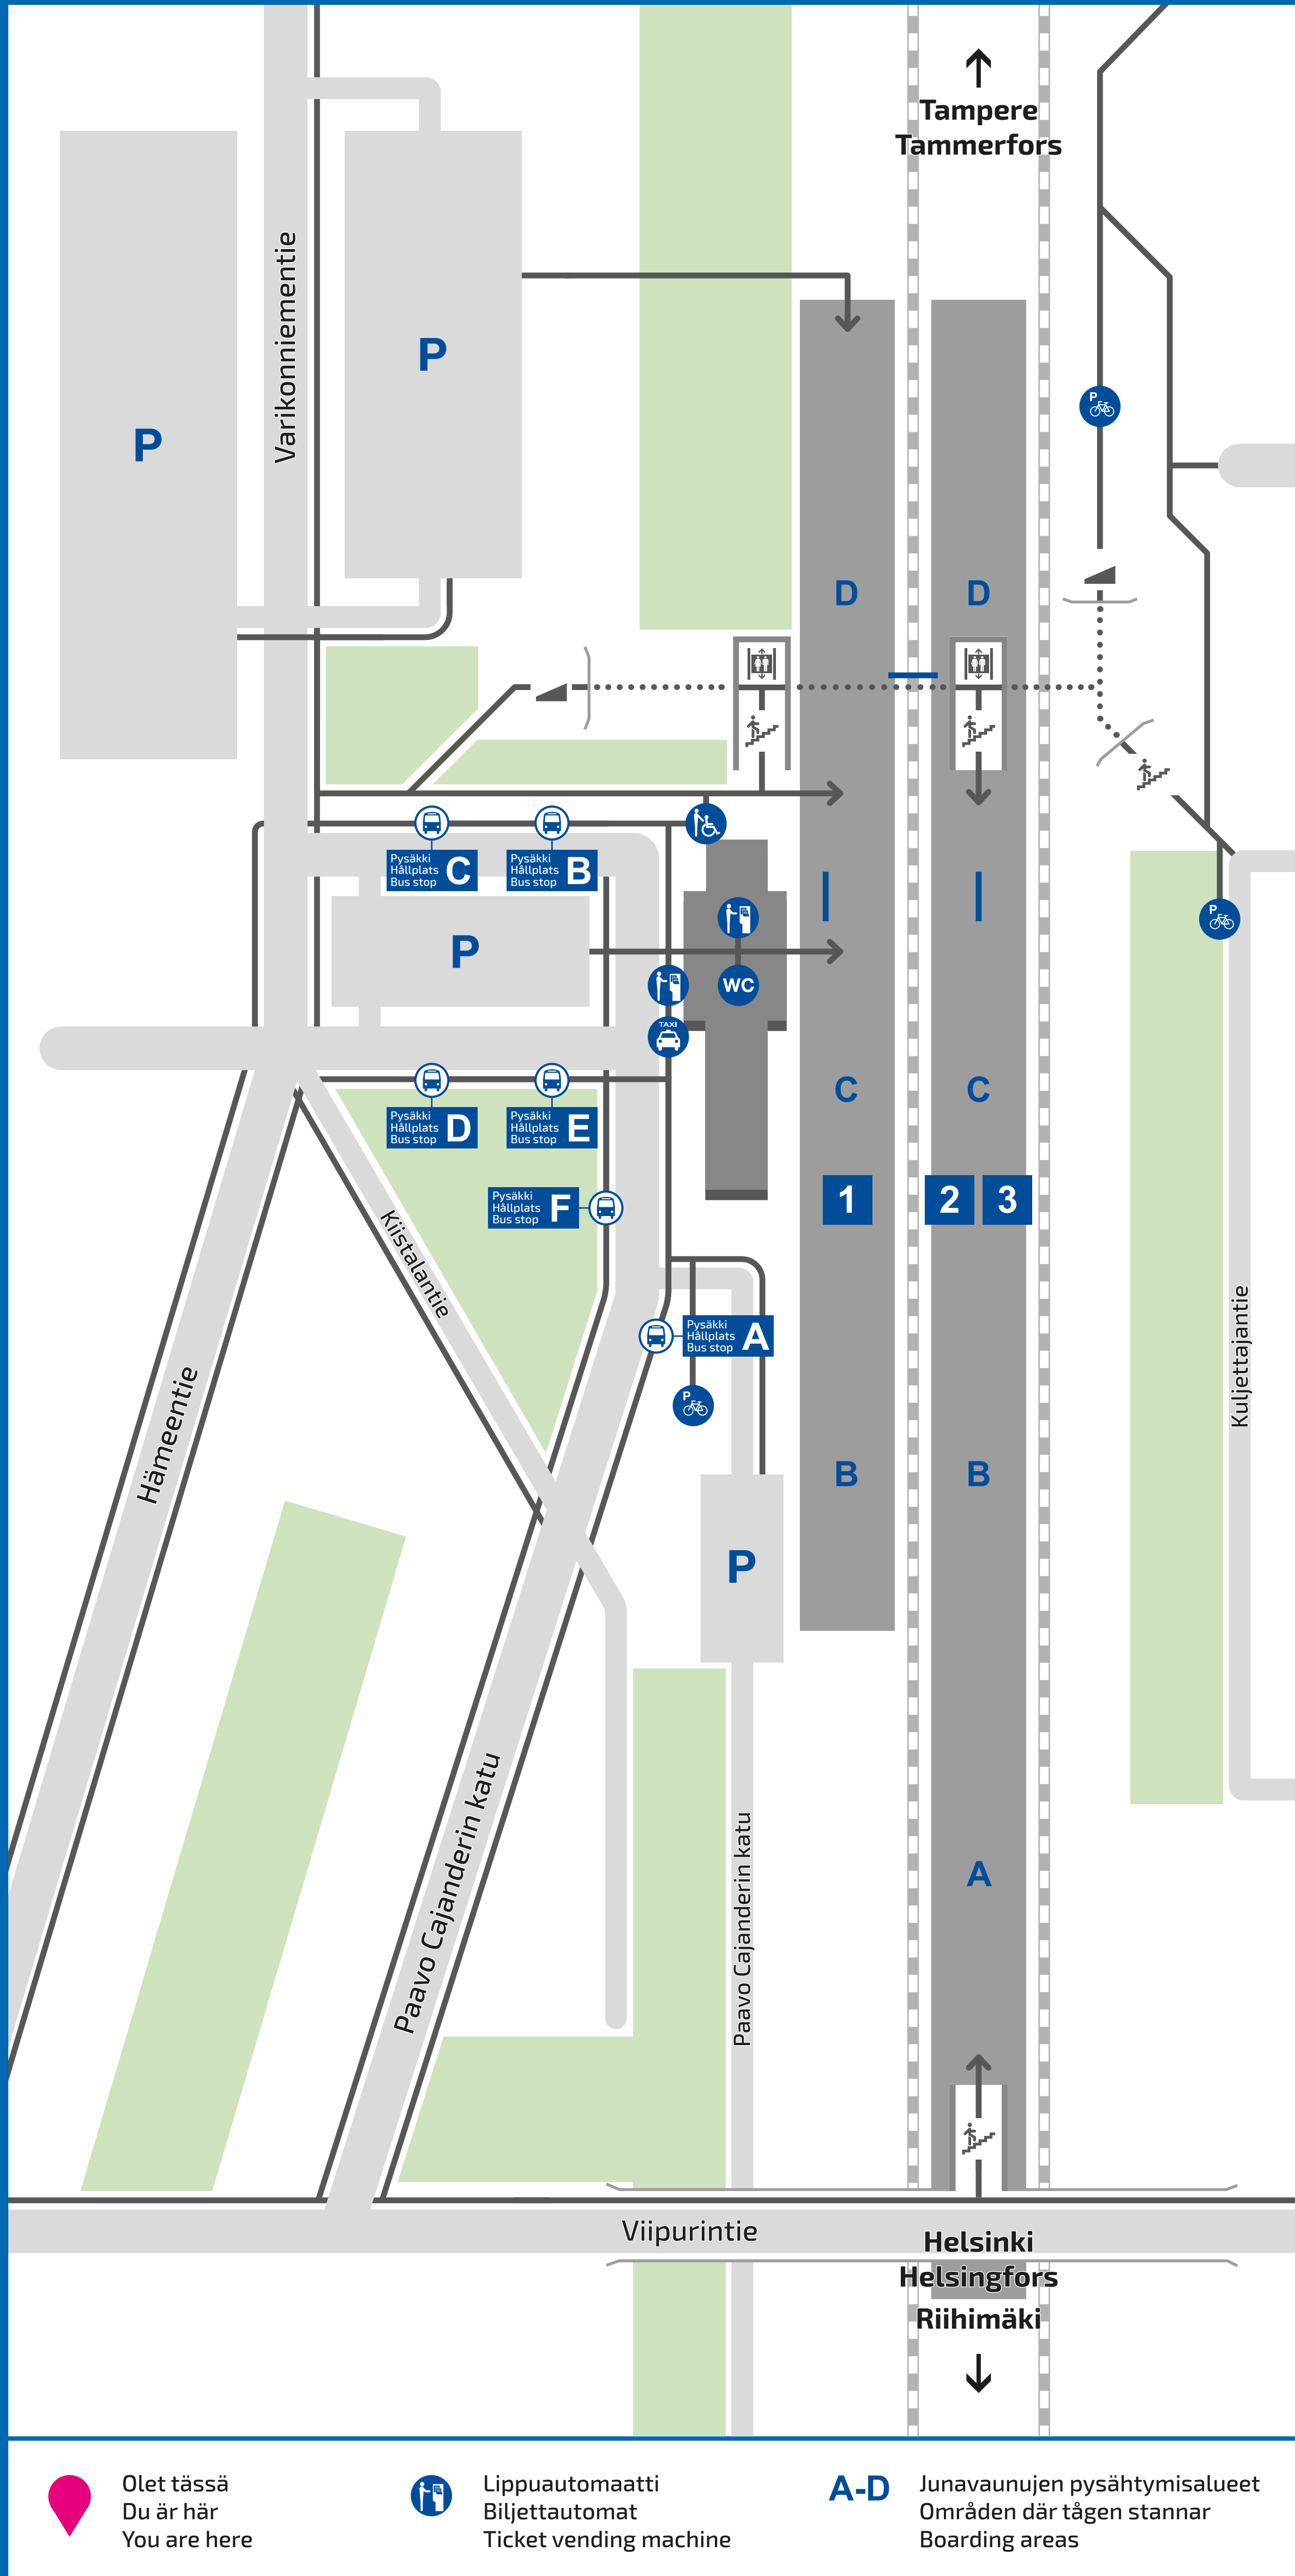 Tampere
Tammerfors
Varikonniementie
P
P
P
D
D
Pysäkki
Hållplats
Bus stop
C
Pysäkki
Hållplats
Bus stop
B
P
P
WC
TAXI
C
C
Pysäkki
Hållplats
Bus stop
D
Pysäkki
Hållplats
Bus stop
E
Pysäkki
Hållplats
Bus stop
F
1
2
3
Kiistalantie
Pysäkki
Hållplats
Bus stop
A
P
Hämeentie
Kuljettajantie
B
B
P
Paavo Cajanderin katu
Paavo Cajanderin katu
A
Viipurintie
Helsinki
Helsingfors
Riihimäki
Olet tässä
Du är här
You are here
Lippuautomaatti
Biljettautomat
Ticket vending machine
A-D
Junavaunujen pysähtymisalueet
Områden där tågen stannar
Boarding areas